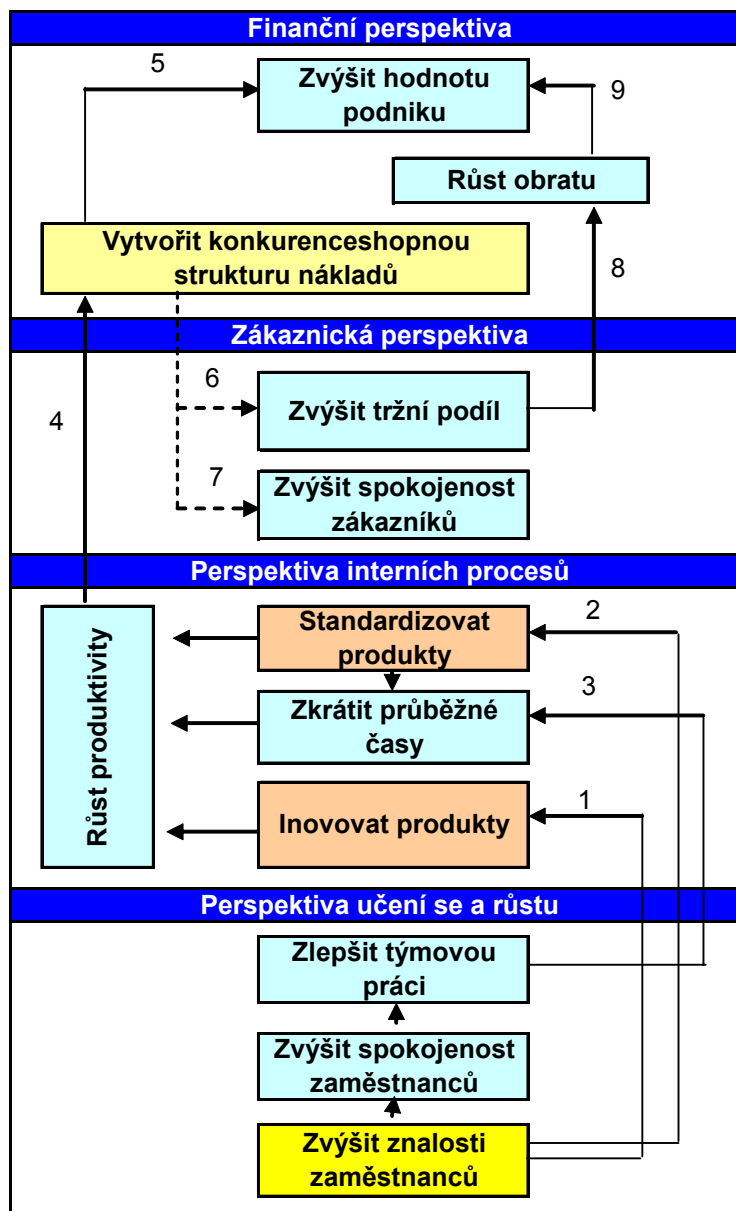 Finanční perspektiva
5
Zvýšit hodnotu
podniku
9
Růst obratu
Vytvořit konkurenceshopnou
strukturu nákladů
8
Zákaznická perspektiva
4
6
Zvýšit tržní podíl
7
Zvýšit spokojenost
zákazníků
Perspektiva interních procesů
Růst produktivity
Standardizovat
produkty
2
Zkrátit průběžné
časy
3
Inovovat produkty
1
Perspektiva učení se a růstu
Zlepšit týmovou
práci
Zvýšit spokojenost
zaměstnanců
Zvýšit znalosti
zaměstnanců